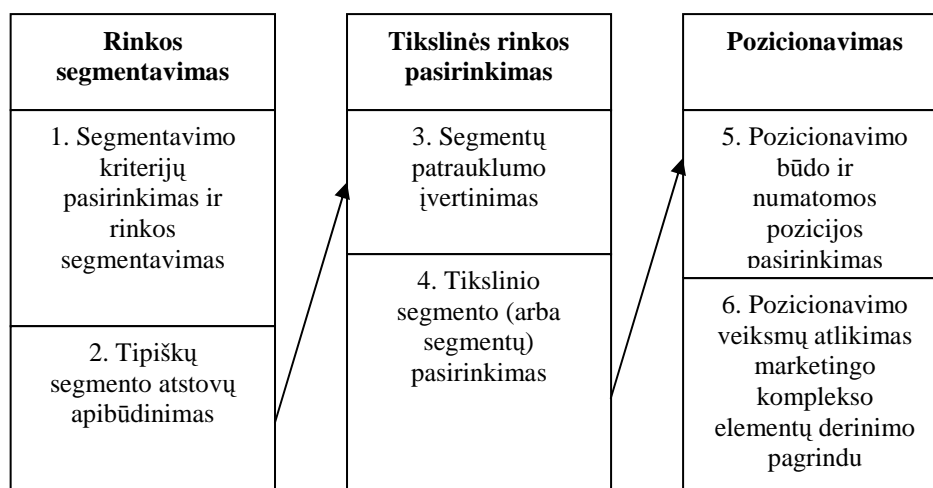 Rinkos
segmentavimas
1. Segmentavimo
kriterijų
pasirinkimas ir
rinkos
segmentavimas
2. Tipiškų
segmento atstovų
apibūdinimas
Tikslinės rinkos
pasirinkimas
3. Segmentų
patrauklumo
įvertinimas
4. Tikslinio
segmento (arba
segmentų)
pasirinkimas
Pozicionavimas
5. Pozicionavimo
būdo ir
numatomos
pozicijos
pasirinkimas
6. Pozicionavimo
veiksmų atlikimas
marketingo
komplekso
elementų derinimo
pagrindu